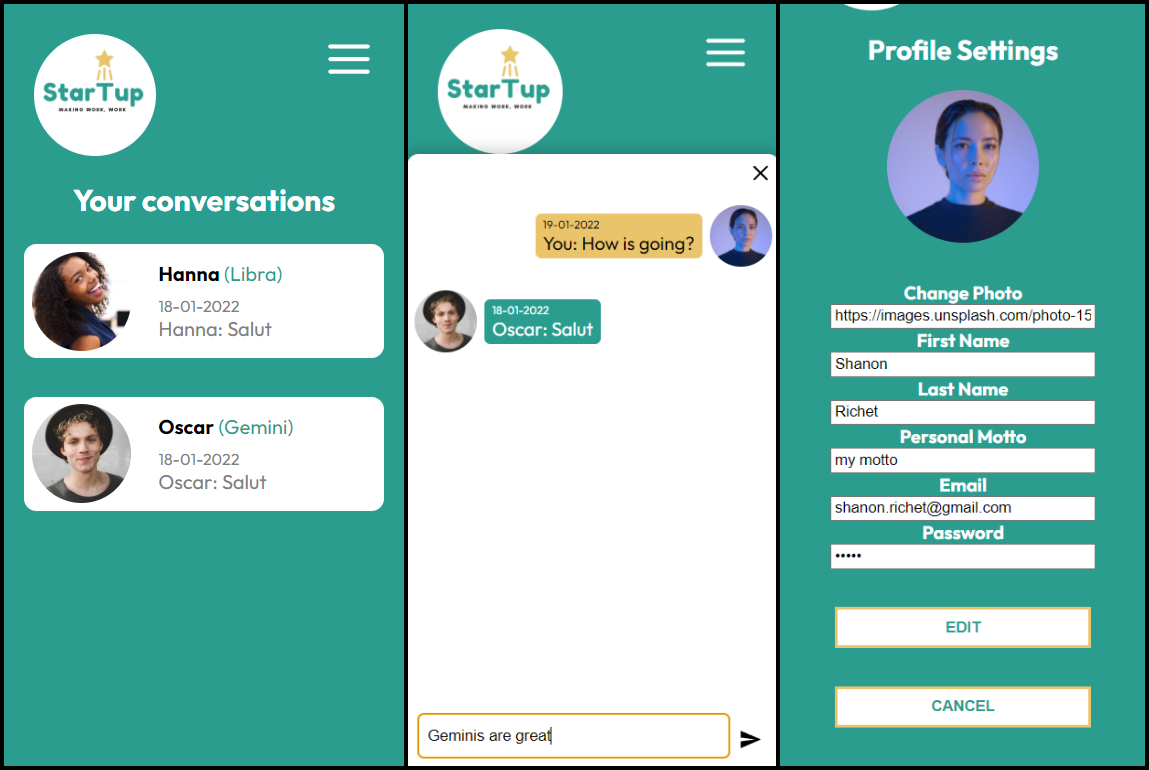 StarTup
MAKING WORK, WORK
Your conversations
Hanna (Libra)
18-01-2022
Hanna: Salut
Oscar (Gemini)
18-01-2022
Oscar: Salut
StarTup
MAKING WORK, WORK
19-01-2022
You: How is going?
18-01-2022
Oscar: Salut
Geminis are great
Profile Settings
Change Photo
https://images.unsplash.com/photo-15
First Name
Shanon
Last Name
Richet
Personal Motto
my motto
Email
shanon.richet@gmail.com
Password
•••••
EDIT
CANCEL